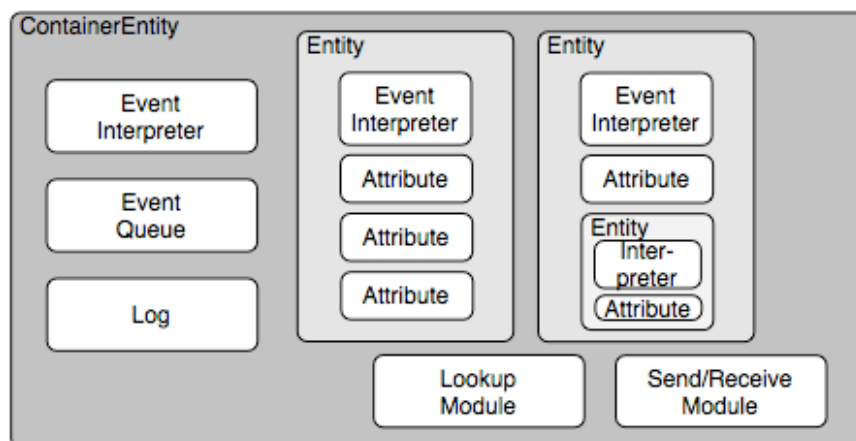 ContainerEntity
Event
Interpreter
Event
Queue
Log
Entity
Event
Interpreter
Attribute
Attribute
Attribute
Entity
Event
Interpreter
Attribute
Entity
Inter-
preter
Attribute
Lookup
Module
Send/Receive
Module